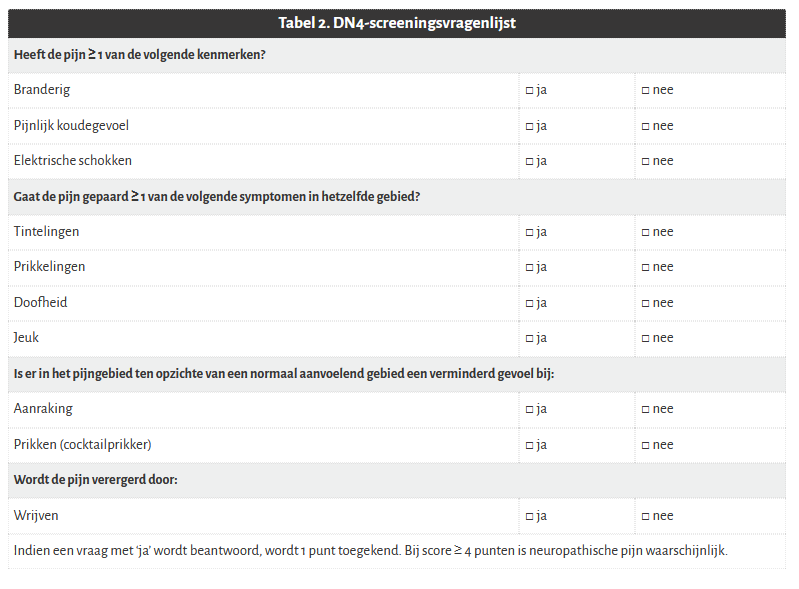 Tabel 2. DN4-screeningsvragenlijst
Heeft de pijn ≥ 1 van de volgende kenmerken?
Branderig □ ja □ nee
Pijnlijk koudegevoel □ ja □ nee
Elektrische schokken □ ja □ nee
Gaat de pijn gepaard ≥ 1 van de volgende symptomen in hetzelfde gebied?
Tintelingen □ ja □ nee
Prikkelingen □ ja □ nee
Doofheid □ ja □ nee
Jeuk □ ja □ nee
Is er in het pijngebied ten opzichte van een normaal aanvoelend gebied een verminderd gevoel bij:
Aanraking □ ja □ nee
Prikken (cocktailprikker) □ ja □ nee
Wordt de pijn verergerd door:
Wrijven □ ja □ nee
Indien een vraag met ‘ja’ wordt beantwoord, wordt 1 punt toegekend. Bij score ≥ 4 punten is neuropathische pijn waarschijnlijk.